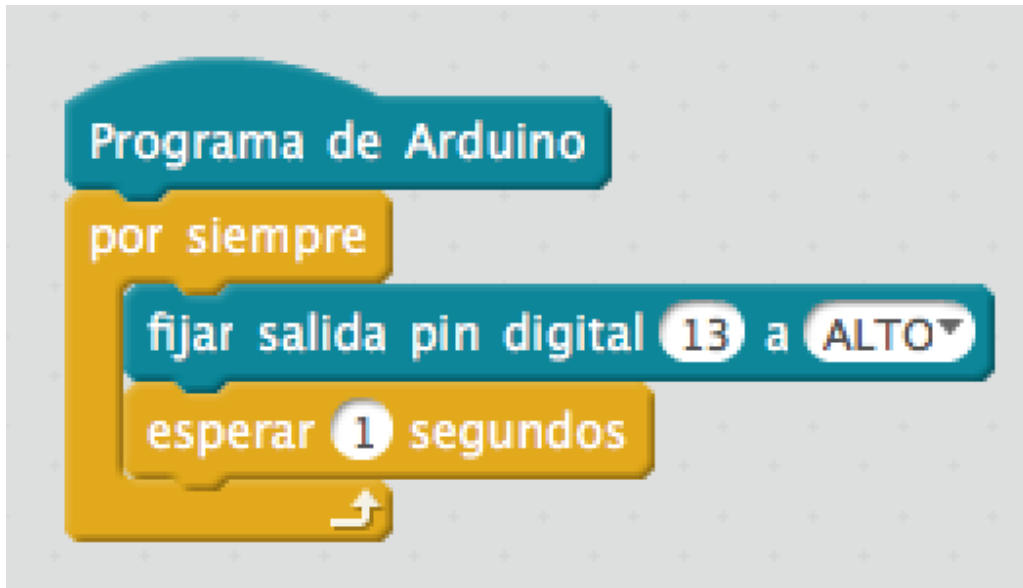 Programa de Arduino
por siempre
fijar salida pin digital 13 a ALTO
esperar 1 segundos